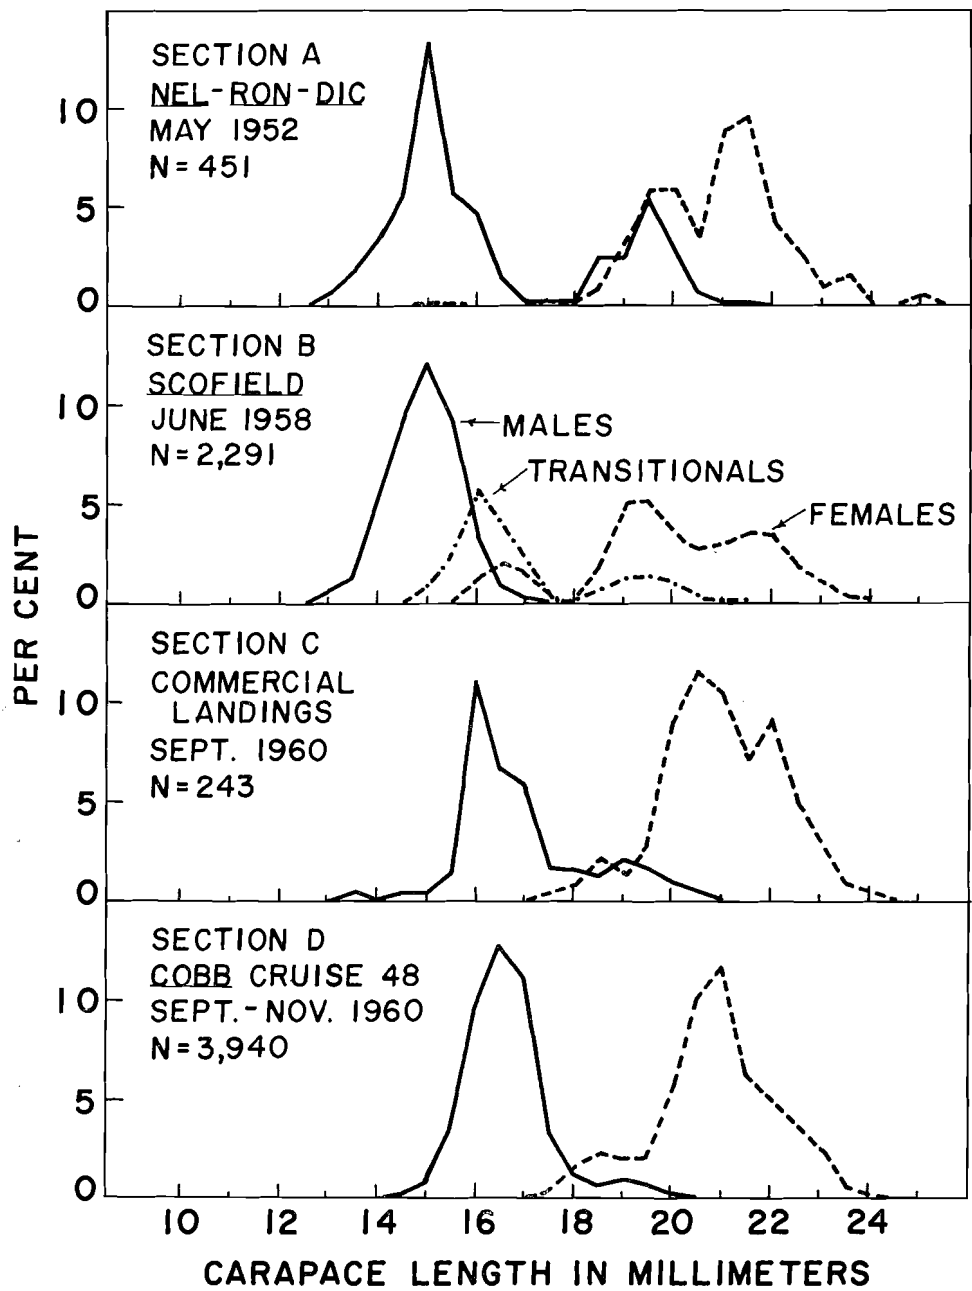 SECTION A
NEL-RON-DIC
MAY 1952
N=451
10
5
0
SECTION B
SCOFIELD
JUNE 1958
N=2,291
MALES
TRANSITIONALS
FEMALES
10
5
0
PER CENT
SECTION C
COMMERCIAL
LANDINGS
SEPT. 1960
N=243
10
5
0
SECTION D
COBB CRUISE 48
SEPT.-NOV. 1960
N=3,940
10
5
0
10 12 14 16 18 20 22 24
CARAPACE LENGTH IN MILLIMETERS